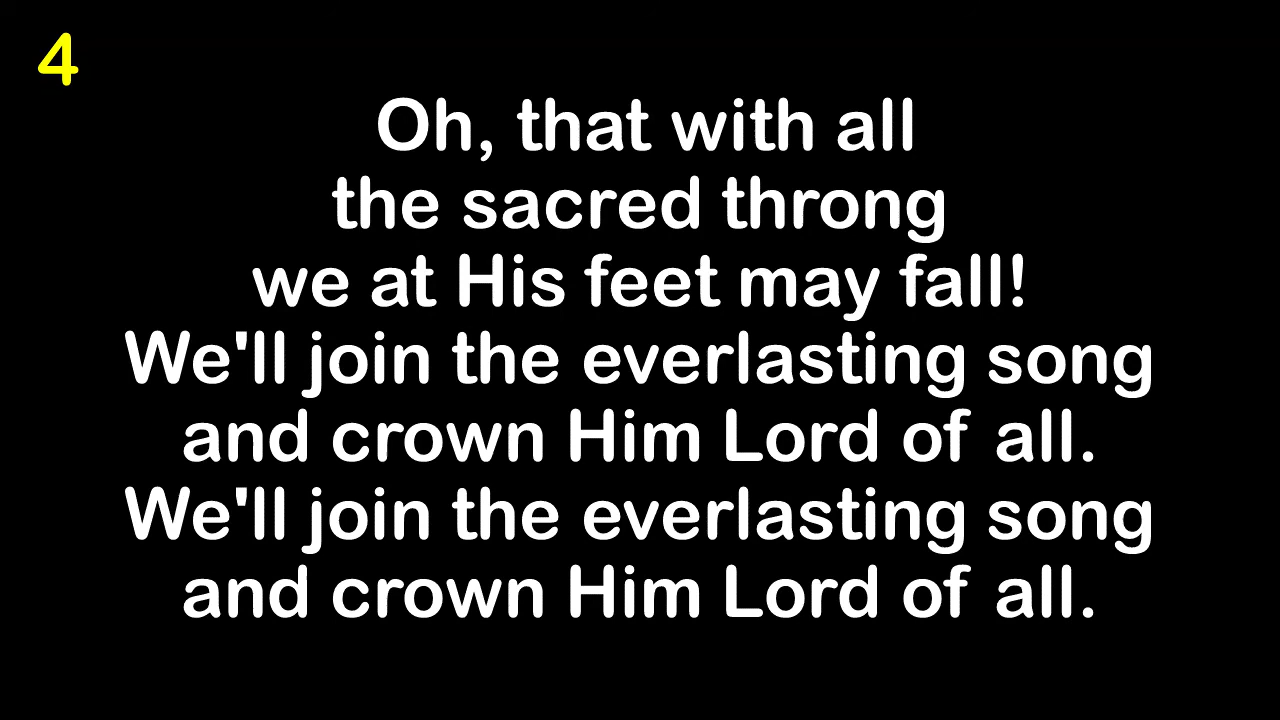 4
Oh, that with all
the sacred throng
we at His feet may fall!
We'll join the everlasting song
and crown Him Lord of all.
We'll join the everlasting song
and crown Him Lord of all.